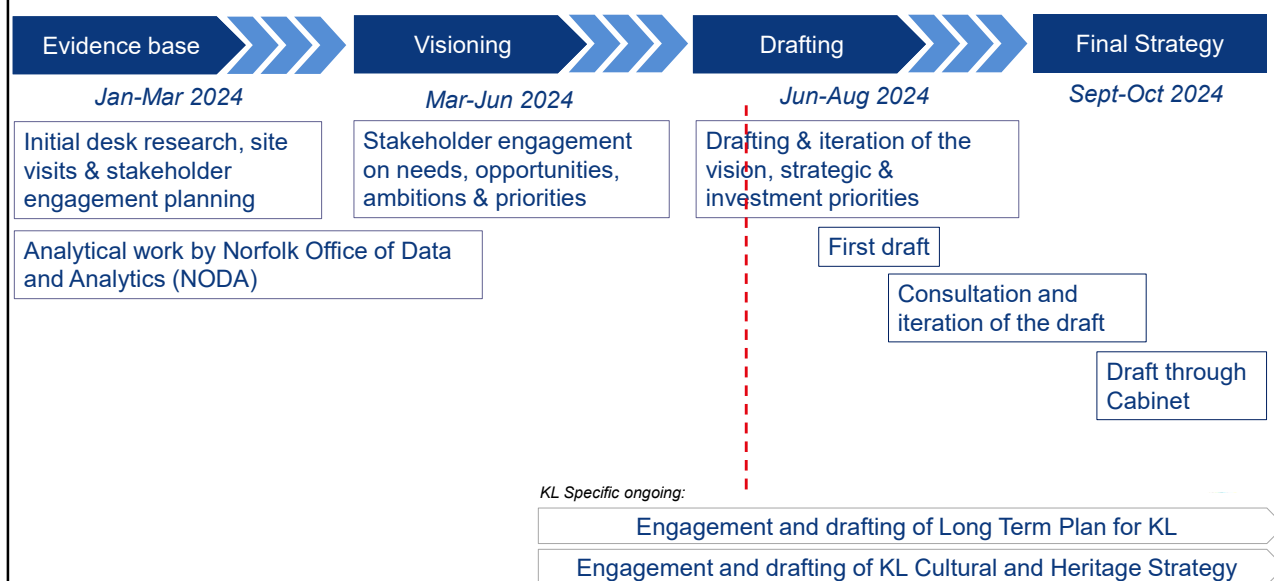 Evidence base
Visioning
Drafting
Final Strategy
Jan-Mar 2024
Mar-Jun 2024
Jun-Aug 2024
Sept-Oct 2024
Initial desk research, site
visits & stakeholder
engagement planning
Stakeholder engagement
on needs, opportunities,
ambitions & priorities
Drafting & iteration of the
vision, strategic &
investment priorities
Analytical work by Norfolk Office of Data
and Analytics (NODA)
First draft
Consultation and
iteration of the draft
Draft through
Cabinet
KL Specific ongoing:
Engagement and drafting of Long Term Plan for KL
Engagement and drafting of KL Cultural and Heritage Strategy